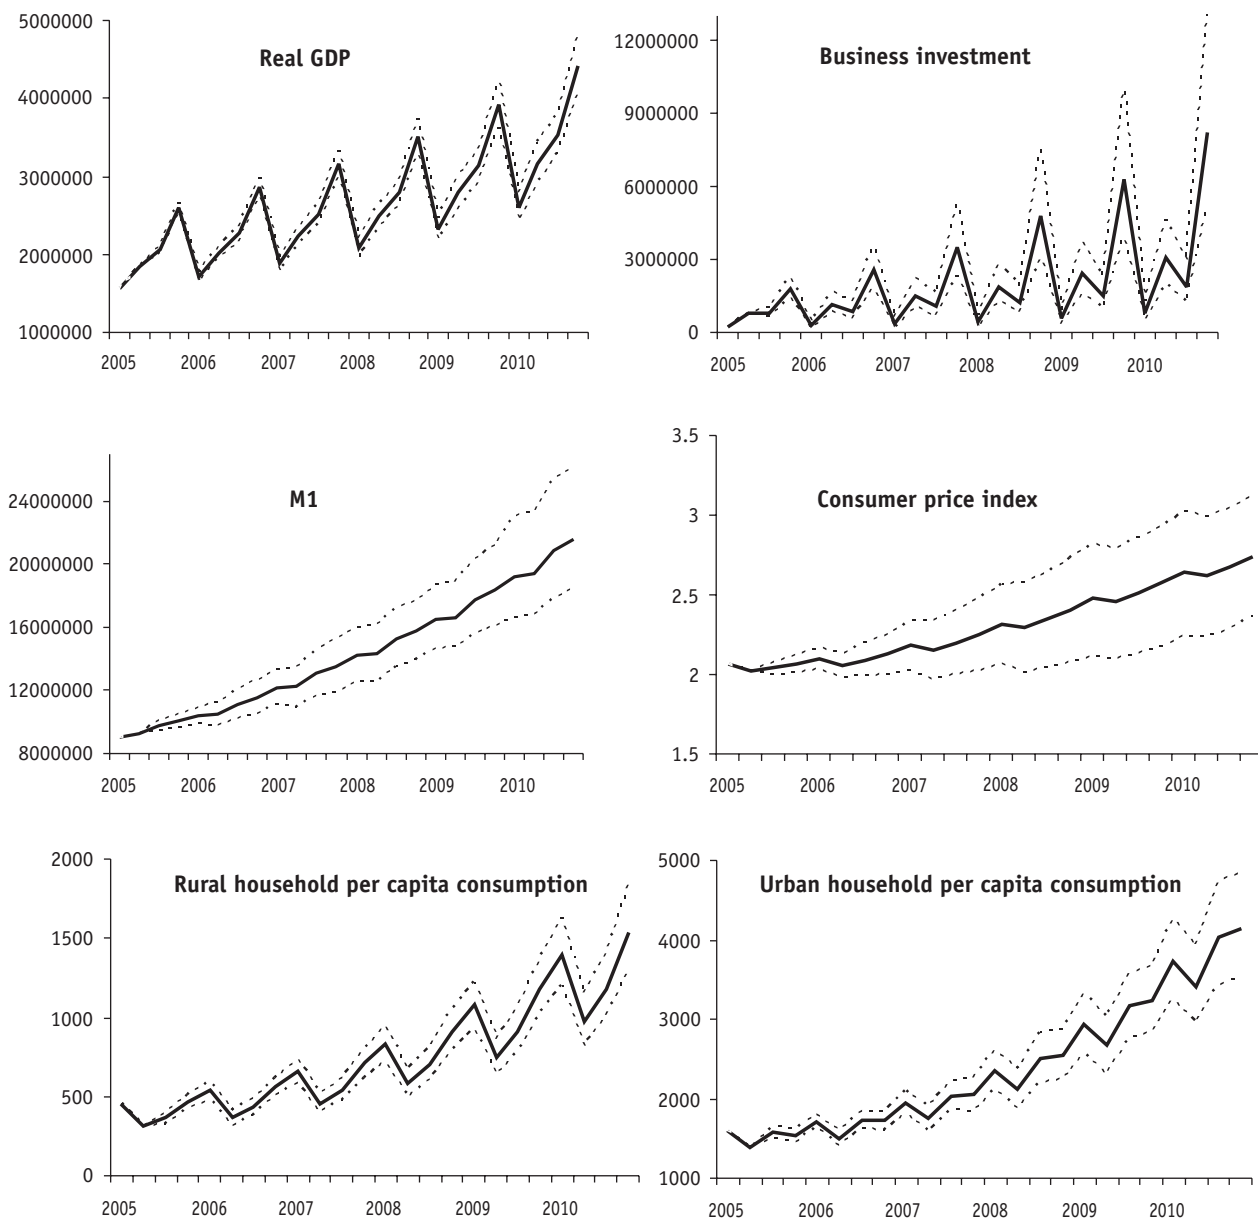 Real GDP
5000000
4000000
3000000
2000000
1000000
2005 2006 2007 2008 2009 2010
Business investment
12000000
9000000
6000000
3000000
0
2005 2006 2007 2008 2009 2010
M1
24000000
20000000
16000000
12000000
8000000
2005 2006 2007 2008 2009 2010
Consumer price index
3.5
3
2.5
2
1.5
2005 2006 2007 2008 2009 2010
Rural household per capita consumption
2000
1500
1000
500
0
2005 2006 2007 2008 2009 2010
Urban household per capita consumption
5000
4000
3000
2000
1000
2005 2006 2007 2008 2009 2010